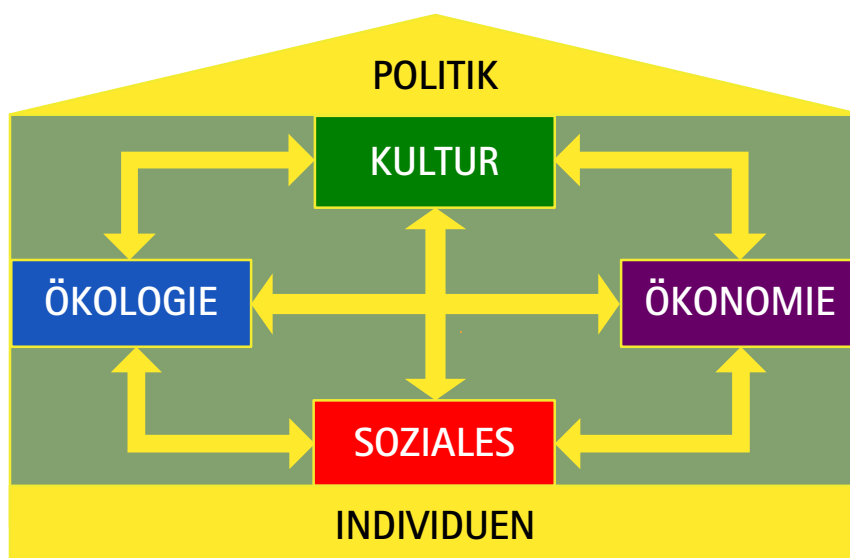 POLITIK
KULTUR
ÖKOLOGIE
ÖKONOMIE
SOZIALES
INDIVIDUEN